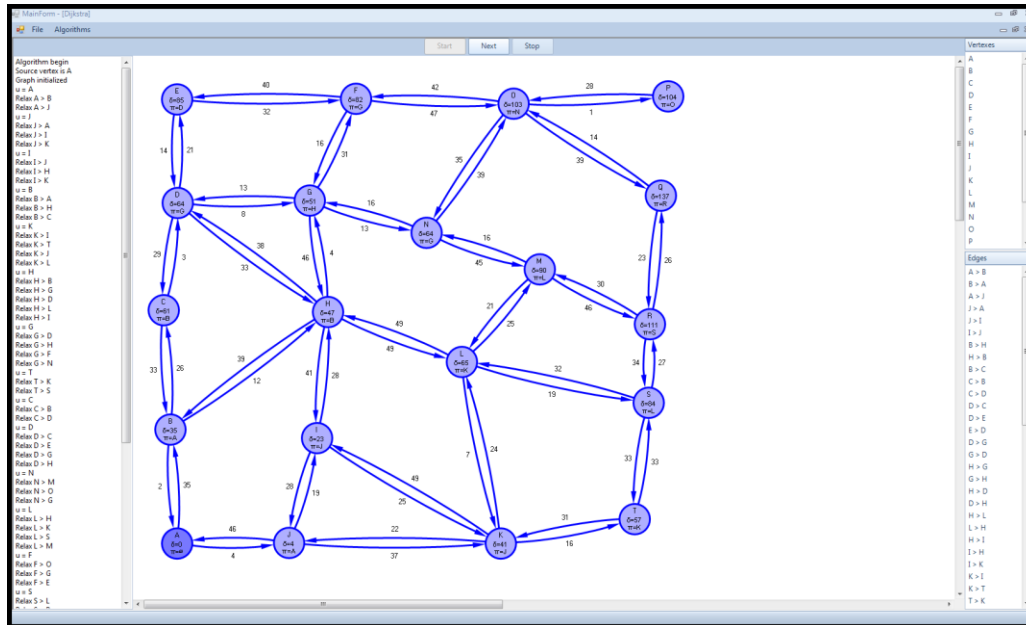 MainForm - [Dijkstra]
File Algorithms
Start Next Stop
Algorithm begin
Source vertex is A
Graph initialized
u = A
Relax A > B
Relax A > J
u = J
Relax J > A
Relax J > I
Relax J > K
u = I
Relax I > J
Relax I > H
Relax I > K
u = B
Relax B > A
Relax B > H
Relax B > C
u = K
Relax K > I
Relax K > T
Relax K > J
Relax K > L
u = H
Relax H > B
Relax H > G
Relax H > D
Relax H > L
Relax H > I
u = G
Relax G > D
Relax G > H
Relax G > F
Relax G > N
u = T
Relax T > K
Relax T > S
u = C
Relax C > B
Relax C > D
u = D
Relax D > C
Relax D > E
Relax D > G
Relax D > H
u = N
Relax N > M
Relax N > O
Relax N > G
u = L
Relax L > H
Relax L > K
Relax L > S
Relax L > M
u = F
Relax F > O
Relax F > G
Relax F > E
u = S
Relax S > L
40
42
28
E
δ=85
π=D
F
δ=82
π=G
O
δ=103
π=N
P
δ=104
π=O
32
47
1
14 21
16 31
35 39
14
39
13
8
D
δ=64
π=G
G
δ=51
π=H
16
13
N
δ=64
π=G
Q
δ=137
π=R
29 3
38
33
46 4
16
45
M
δ=90
π=L
23 26
30
46
C
δ=61
π=B
H
δ=47
π=B
21
25
R
δ=111
π=S
49
49
L
δ=65
π=K
34 27
33 26
39
12
41 28
32
19
S
δ=84
π=L
B
δ=35
π=A
I
δ=23
π=J
7 24
33 33
2 35
28 19
49
25
A
δ=0
π=∞
46
4
J
δ=4
π=A
22
37
K
δ=41
π=J
31
16
T
δ=57
π=K
Vertexes
A
B
C
D
E
F
G
H
I
J
K
L
M
N
O
P
Edges
A > B
B > A
A > J
J > A
J > I
I > J
B > H
H > B
B > C
C > B
C > D
D > C
D > E
E > D
D > G
G > D
H > G
G > H
H > D
D > H
H > L
L > H
H > I
I > H
I > K
K > I
K > T
T > K